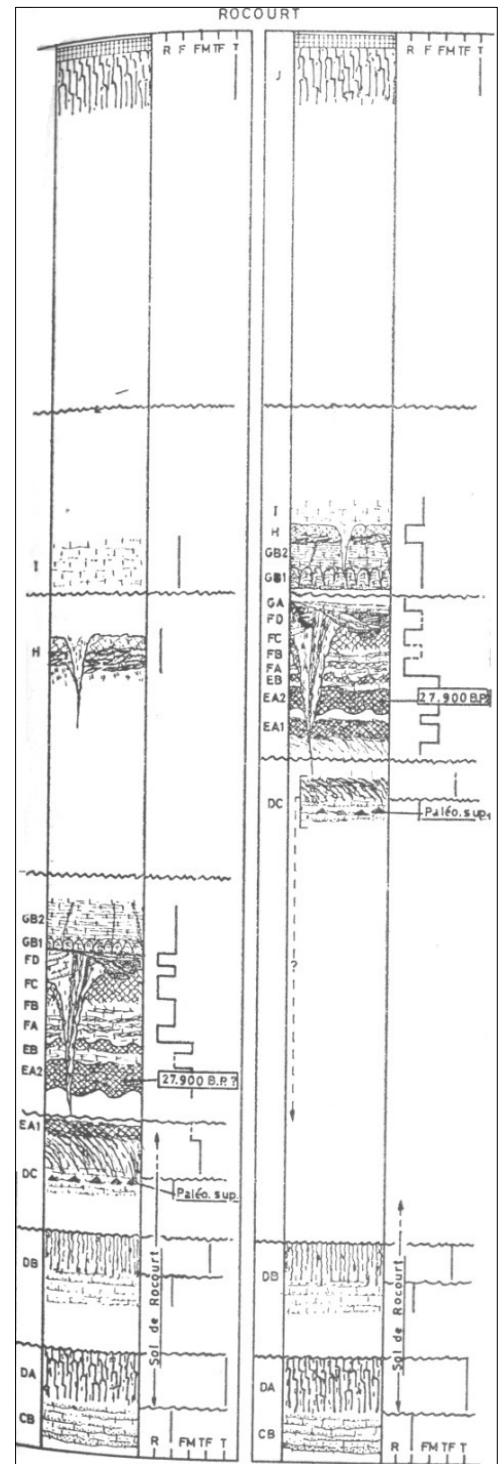 ROCOURT
R F FM TF T
I
H
GB2
GB1
FD
FC
FB
FA
EB
EA2
27.900 B.P.?
EA1
DC
Paléo. sup.
DB
Sol de Rocourt
DA
CB
R FM TF T
J
R F FM TF T
I
H
GB2
GB1
GA
FD
FC
FB
FA
EB
EA2
27.900 B.P.?
EA1
DC
Paléo. sup.
?
DB
Sol de Rocourt
DA
CB
R F FM TF T